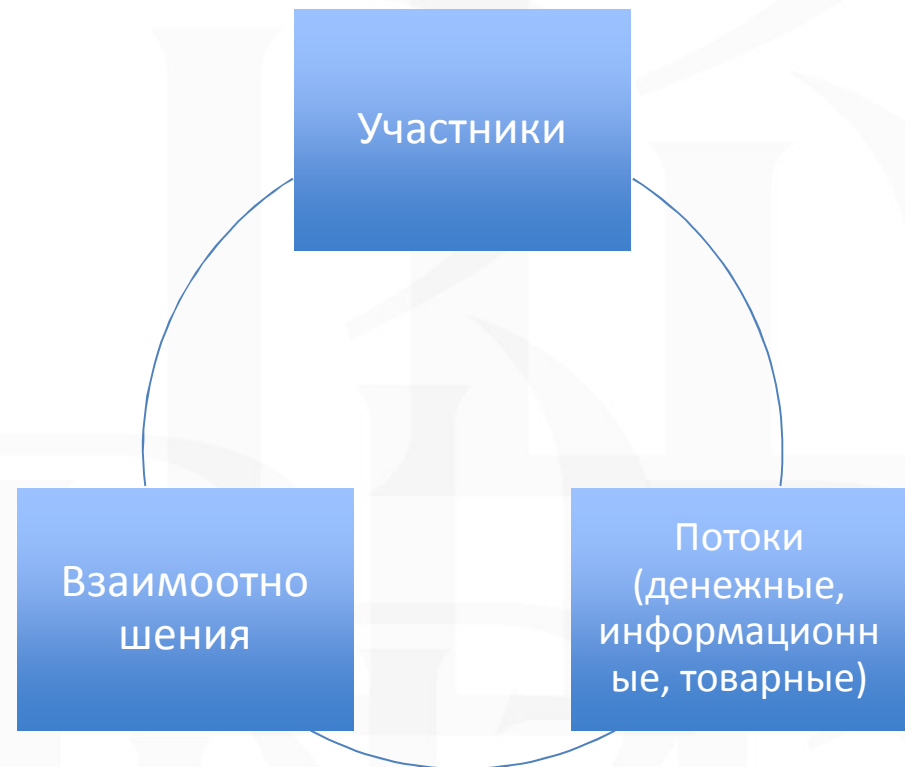 Участники
Взаимоотно
шения
Потоки
(денежные,
информационн
ые, товарные)